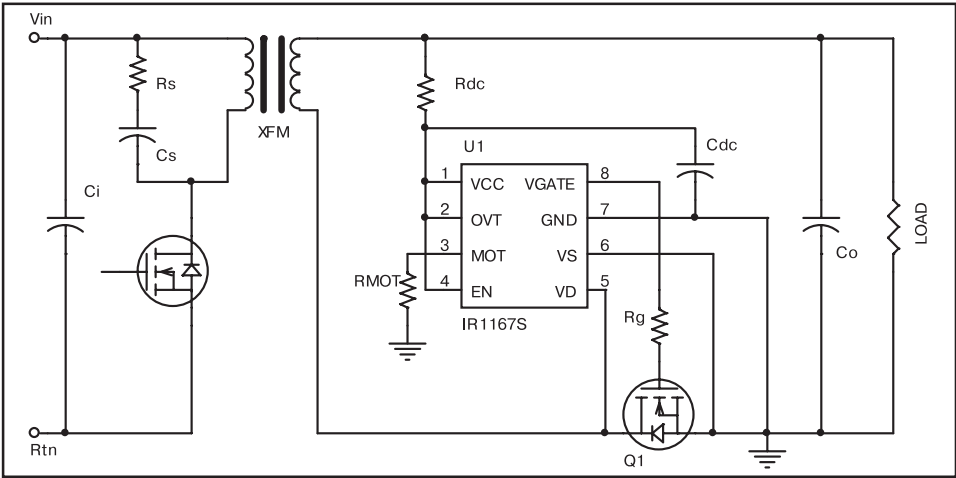 Vin
Rs
Cs
Ci
Rtn
XFM
Rdc
Cdc
U1
1 VCC VGATE 8
2 OVT GND 7
3 MOT VS 6
4 EN VD 5
IR1167S
RMOT
Rg
Q1
Co
LOAD